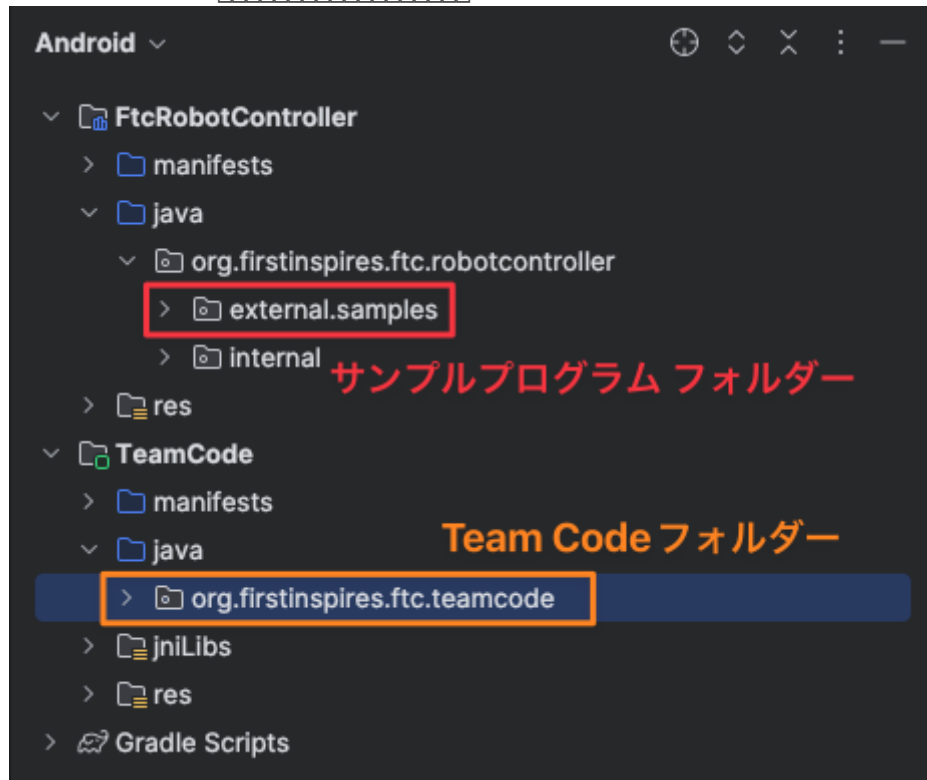 Android
FtcRobotController
manifests
java
org.firstinspires.ftc.robotcontroller
external.samples
internal
サンプルプログラム フォルダー
res
TeamCode
manifests
Team Code フォルダー
java
org.firstinspires.ftc.teamcode
jniLibs
res
Gradle Scripts